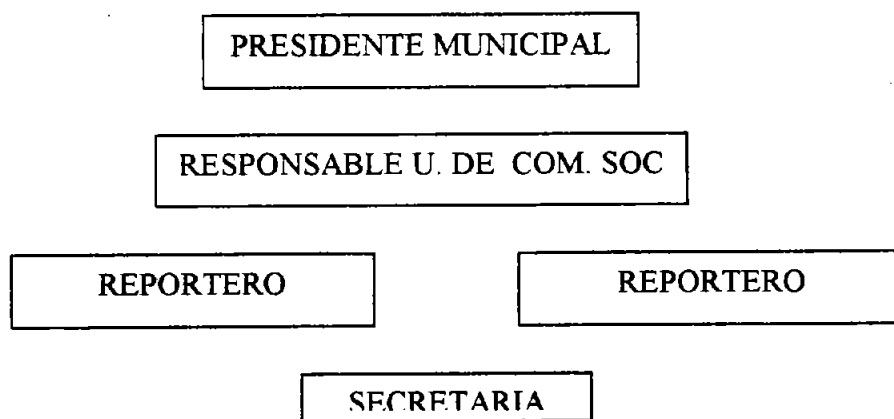 PRESIDENTE MUNICIPAL
RESPONSABLE U. DE COM. SOC
REPORTERO
REPORTERO
SECRETARIA